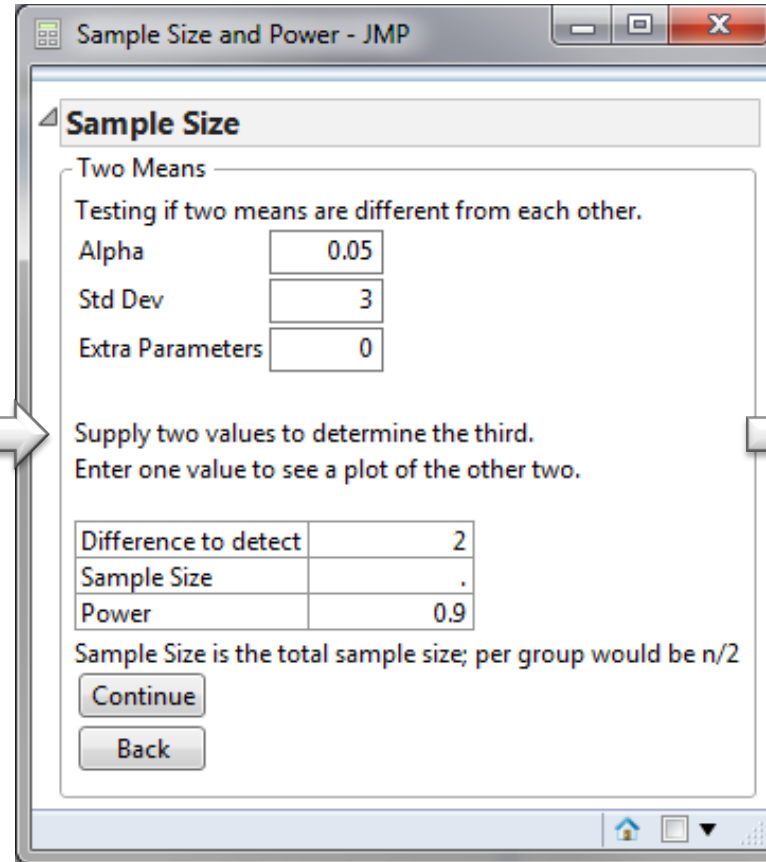 Sample Size and Power - JMP
Sample Size
Two Means
Testing if two means are different from each other.
Alpha 0.05
Std Dev 3
Extra Parameters 0
Supply two values to determine the third.
Enter one value to see a plot of the other two.
Difference to detect 2
Sample Size .
Power 0.9
Sample Size is the total sample size; per group would be n/2
Continue
Back